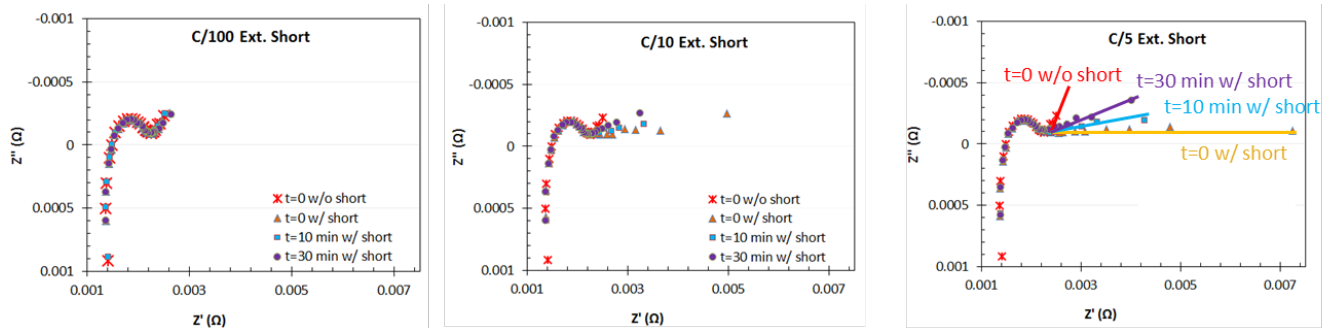 C/100 Ext. Short
-0.001
-0.0005
0
0.0005
0.001
Z'' (Ω)
0.001
0.003
0.005
0.007
Z' (Ω)
t=0 w/o short
t=0 w/ short
t=10 min w/ short
t=30 min w/ short
C/10 Ext. Short
-0.001
-0.0005
0
0.0005
0.001
Z'' (Ω)
0.001
0.003
0.005
0.007
Z' (Ω)
t=0 w/o short
t=0 w/ short
t=10 min w/ short
t=30 min w/ short
C/5 Ext. Short
-0.001
-0.0005
0
0.0005
0.001
Z'' (Ω)
0.001
0.003
0.005
0.007
Z' (Ω)
t=0 w/o short
t=30 min w/ short
t=10 min w/ short
t=0 w/ short